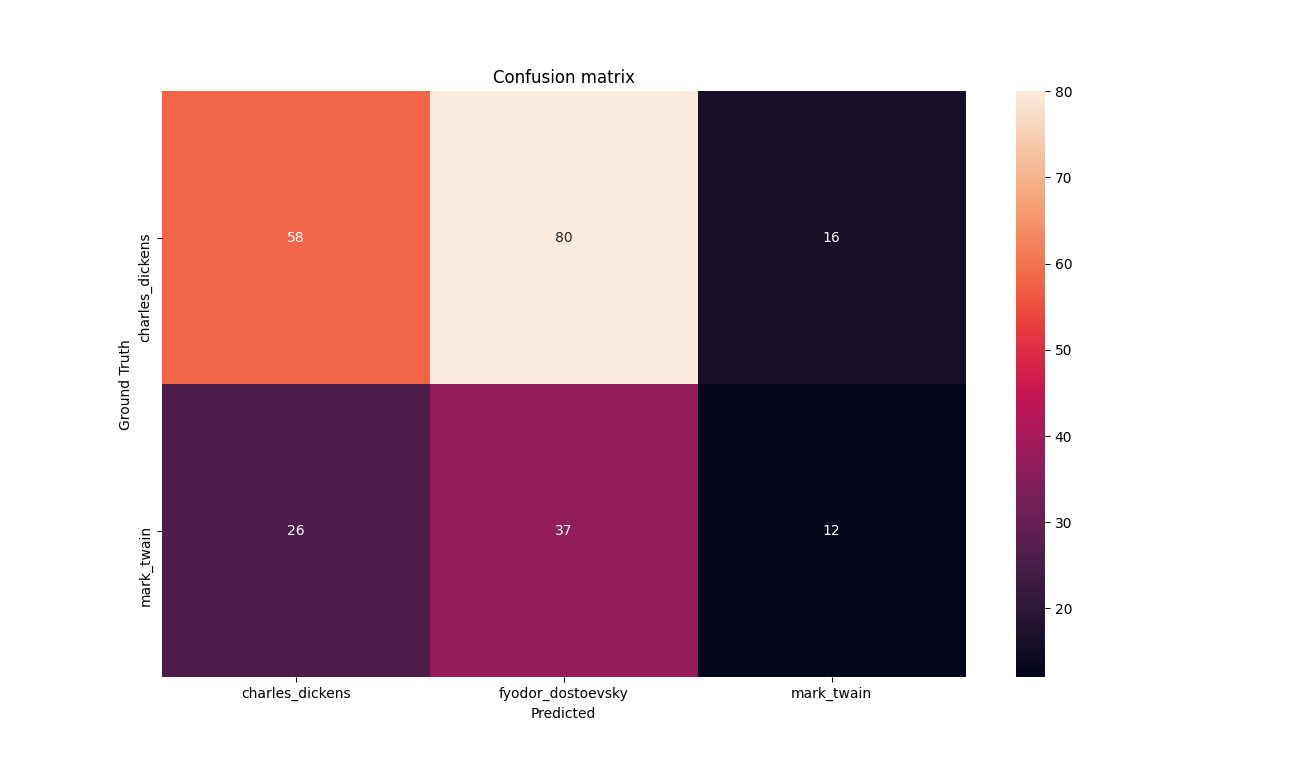 Confusion matrix
80
70
60
50
40
30
20
58 80 16
26 37 12
charles_dickens
mark_twain
Ground Truth
charles_dickens fyodor_dostoevsky mark_twain
Predicted